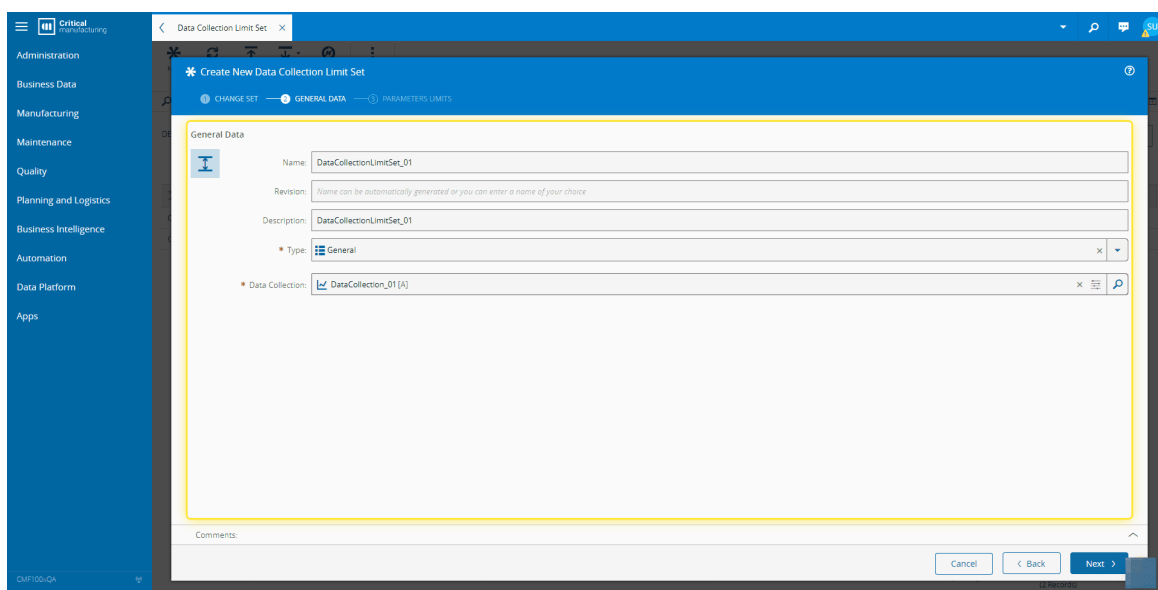 Critical
manufacturing
Data Collection Limit Set
SU
Administration
Business Data
Manufacturing
Maintenance
Quality
Planning and Logistics
Business Intelligence
Automation
Data Platform
Apps
CMF100xQA
Create New Data Collection Limit Set
1 CHANGE SET 2 GENERAL DATA 3 PARAMETERS LIMITS
General Data
Name: DataCollectionLimitSet_01
Revision: Name can be automatically generated or you can enter a name of your choice
Description: DataCollectionLimitSet_01
* Type: General
* Data Collection: DataCollection_01 [A]
Comments:
Cancel
Back
Next